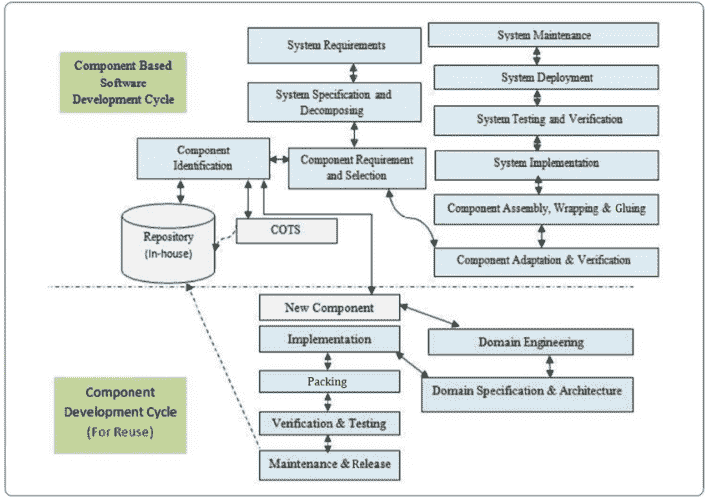 Component Based
Software
Development Cycle
System Requirements
System Specification and
Decomposing
Component Requirement
and Selection
Component
Identification
Repository
(In-house)
COTS
System Maintenance
System Deployment
System Testing and Verification
System Implementation
Component Assembly, Wrapping & Gluing
Component Adaptation & Verification
New Component
Implementation
Packing
Verification & Testing
Maintenance & Release
Domain Engineering
Domain Specification & Architecture
Component
Development Cycle
(For Reuse)